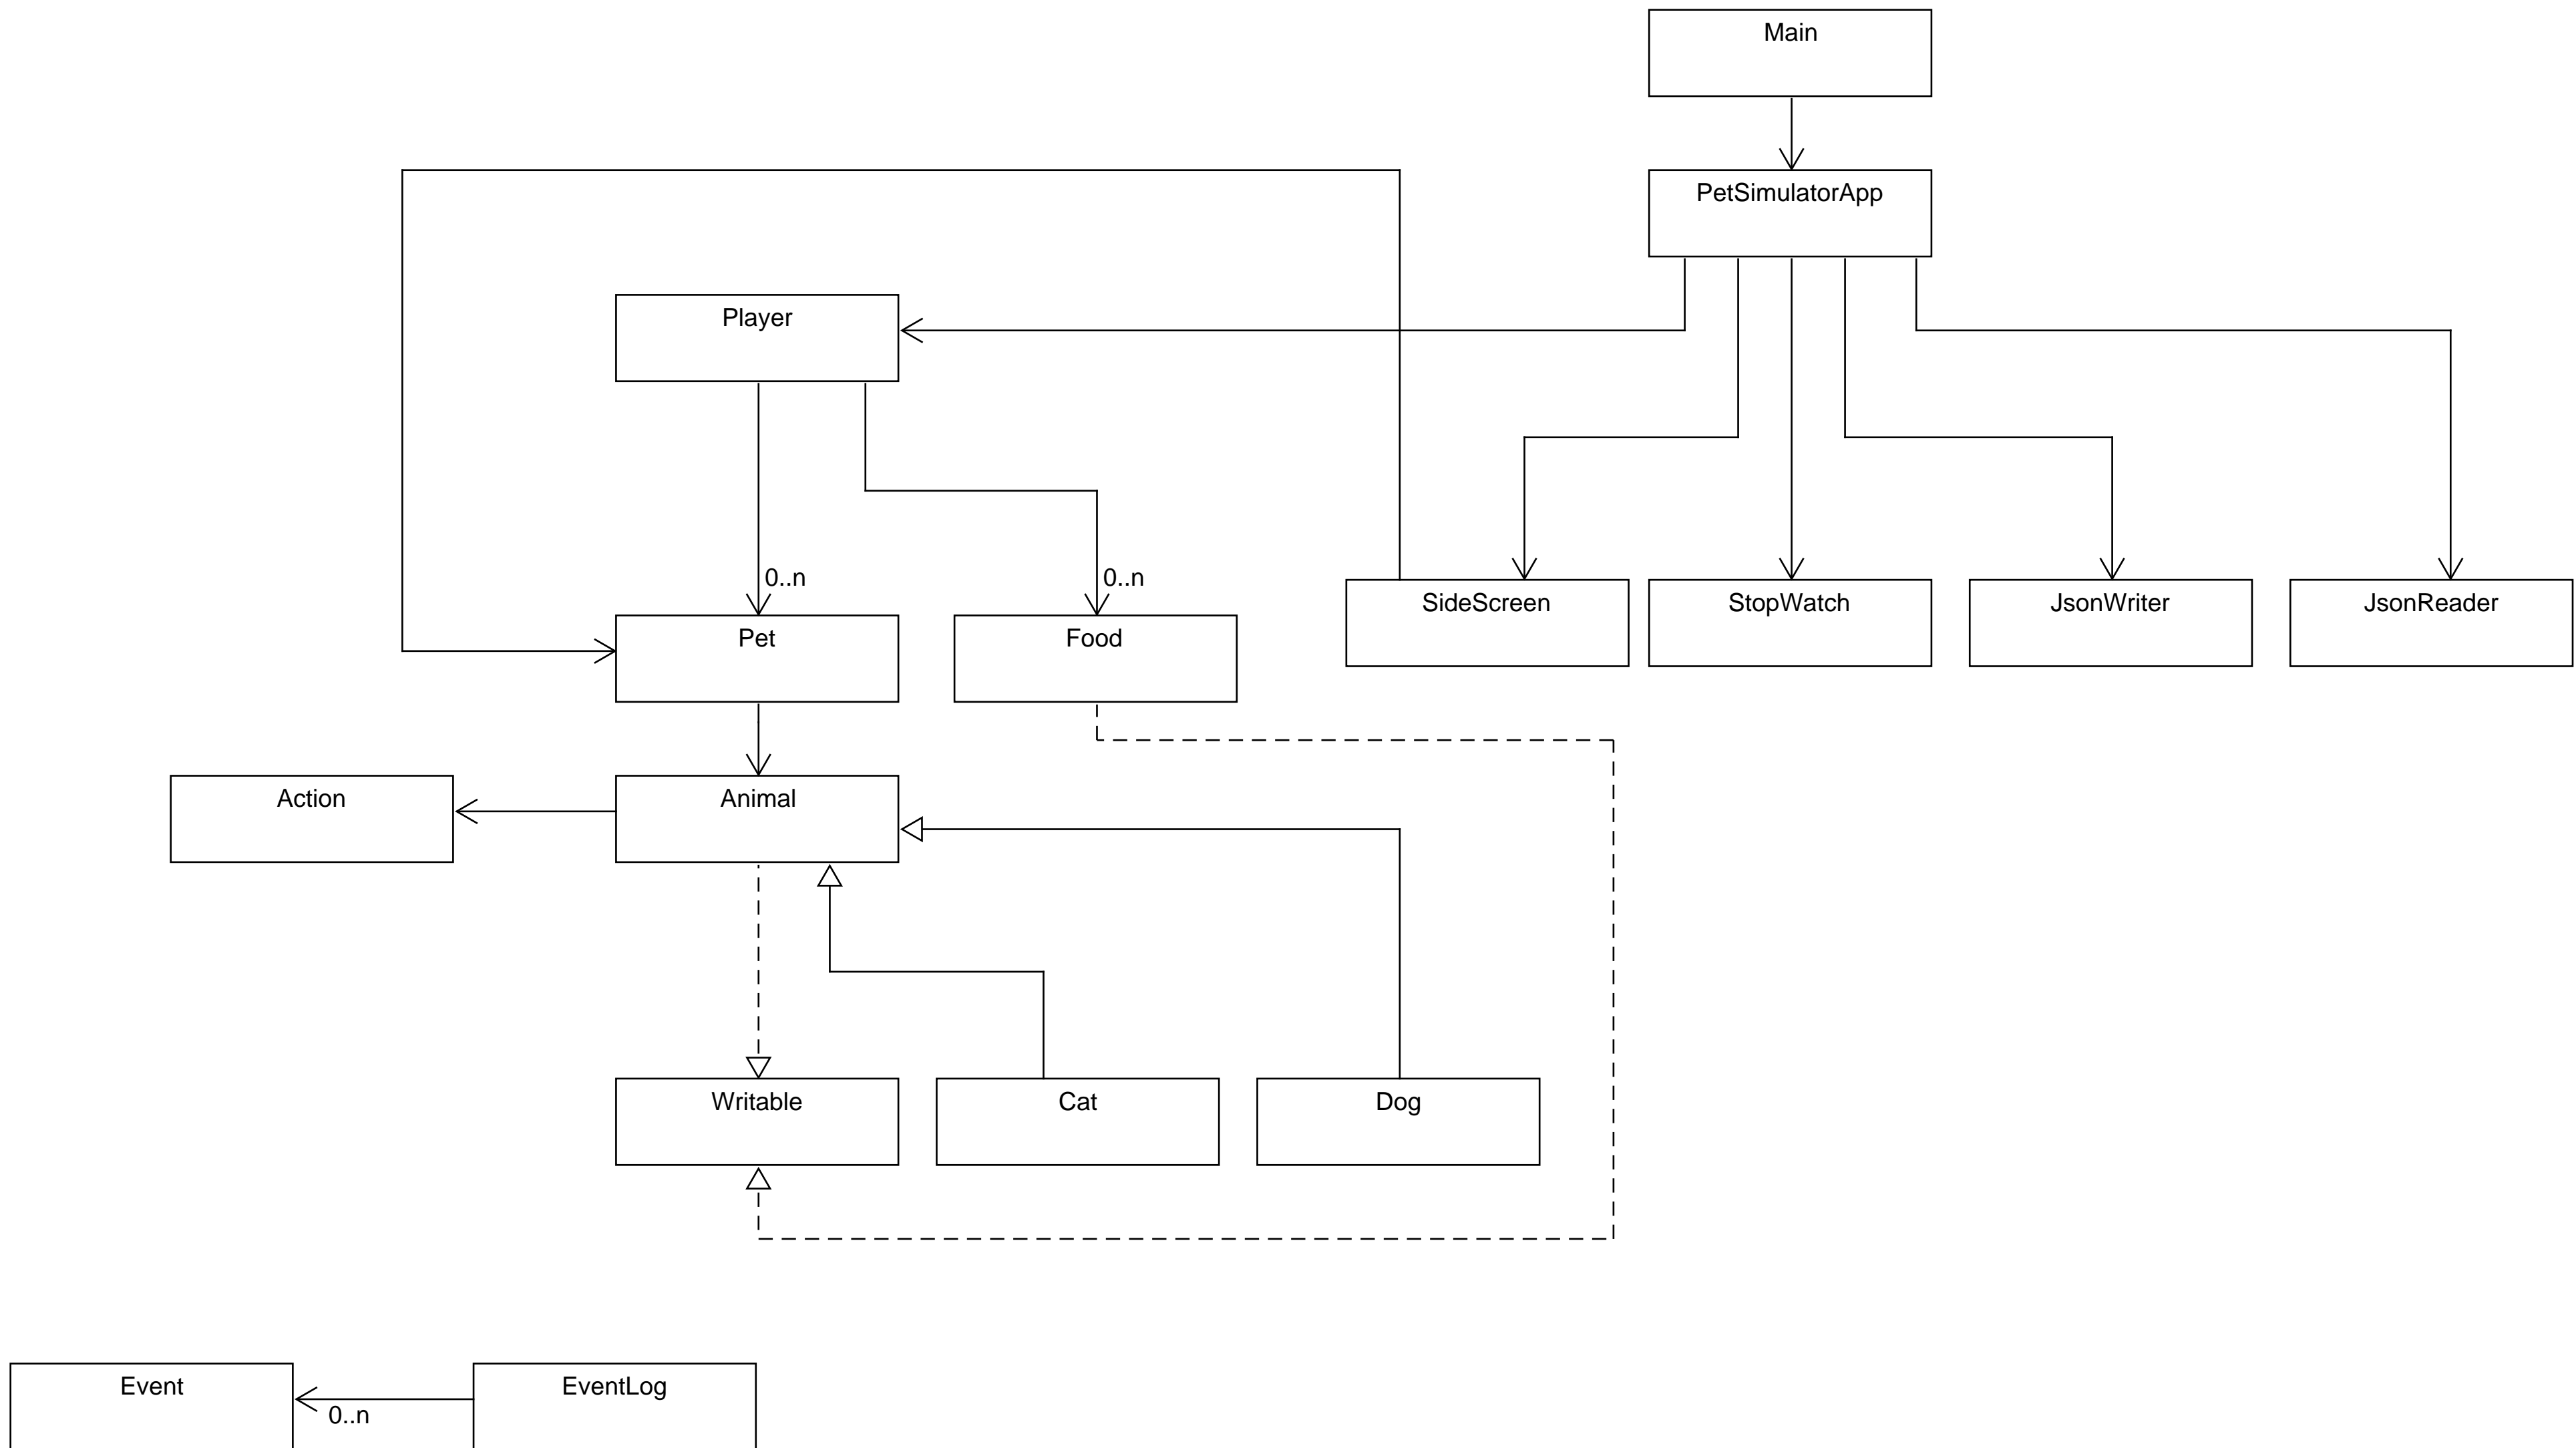 Main
PetSimulatorApp
Player
0..n
0..n
SideScreen
StopWatch
JsonWriter
JsonReader
Pet
Food
Action
Animal
Writable
Cat
Dog
Event
EventLog
0..n